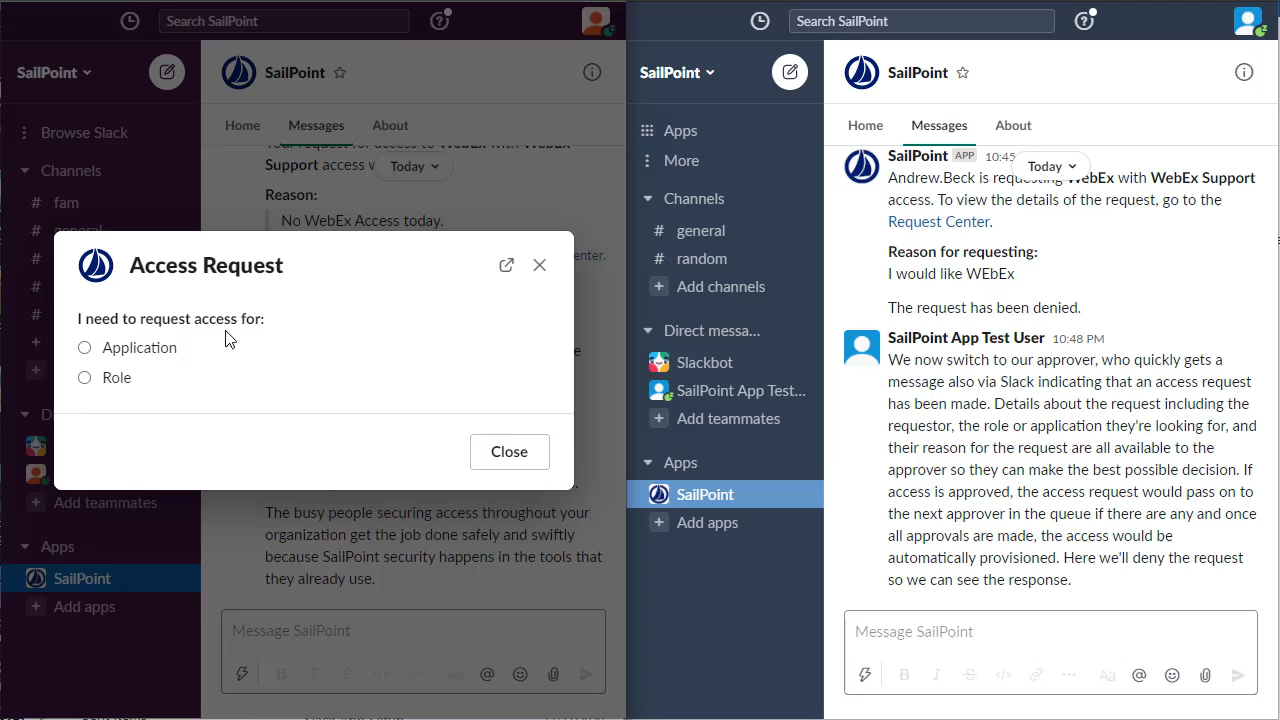 Search SailPoint
SailPoint
SailPoint
Home
Messages
About
Browse Slack
Channels
# fam
# general
#
#
#
Support access
Today
Reason:
No WebEx Access today.
Access Request
I need to request access for:
Application
Role
Close
Add teammates
Apps
SailPoint
Add apps
The busy people securing access throughout your
organization get the job done safely and swiftly
because SailPoint security happens in the tools that
they already use.
Message SailPoint
Search SailPoint
SailPoint
SailPoint
Home
Messages
About
Apps
More
Channels
# general
# random
+ Add channels
Direct messa...
Slackbot
SailPoint App Test...
+ Add teammates
Apps
SailPoint
+ Add apps
SailPoint APP 10:45
Today
Andrew.Beck is requesting WebEx with WebEx Support
access. To view the details of the request, go to the
Request Center.
Reason for requesting:
I would like WEbEx
The request has been denied.
SailPoint App Test User 10:48 PM
We now switch to our approver, who quickly gets a
message also via Slack indicating that an access request
has been made. Details about the request including the
requestor, the role or application they're looking for, and
their reason for the request are all available to the
approver so they can make the best possible decision. If
access is approved, the access request would pass on to
the next approver in the queue if there are any and once
all approvals are made, the access would be
automatically provisioned. Here we'll deny the request
so we can see the response.
Message SailPoint